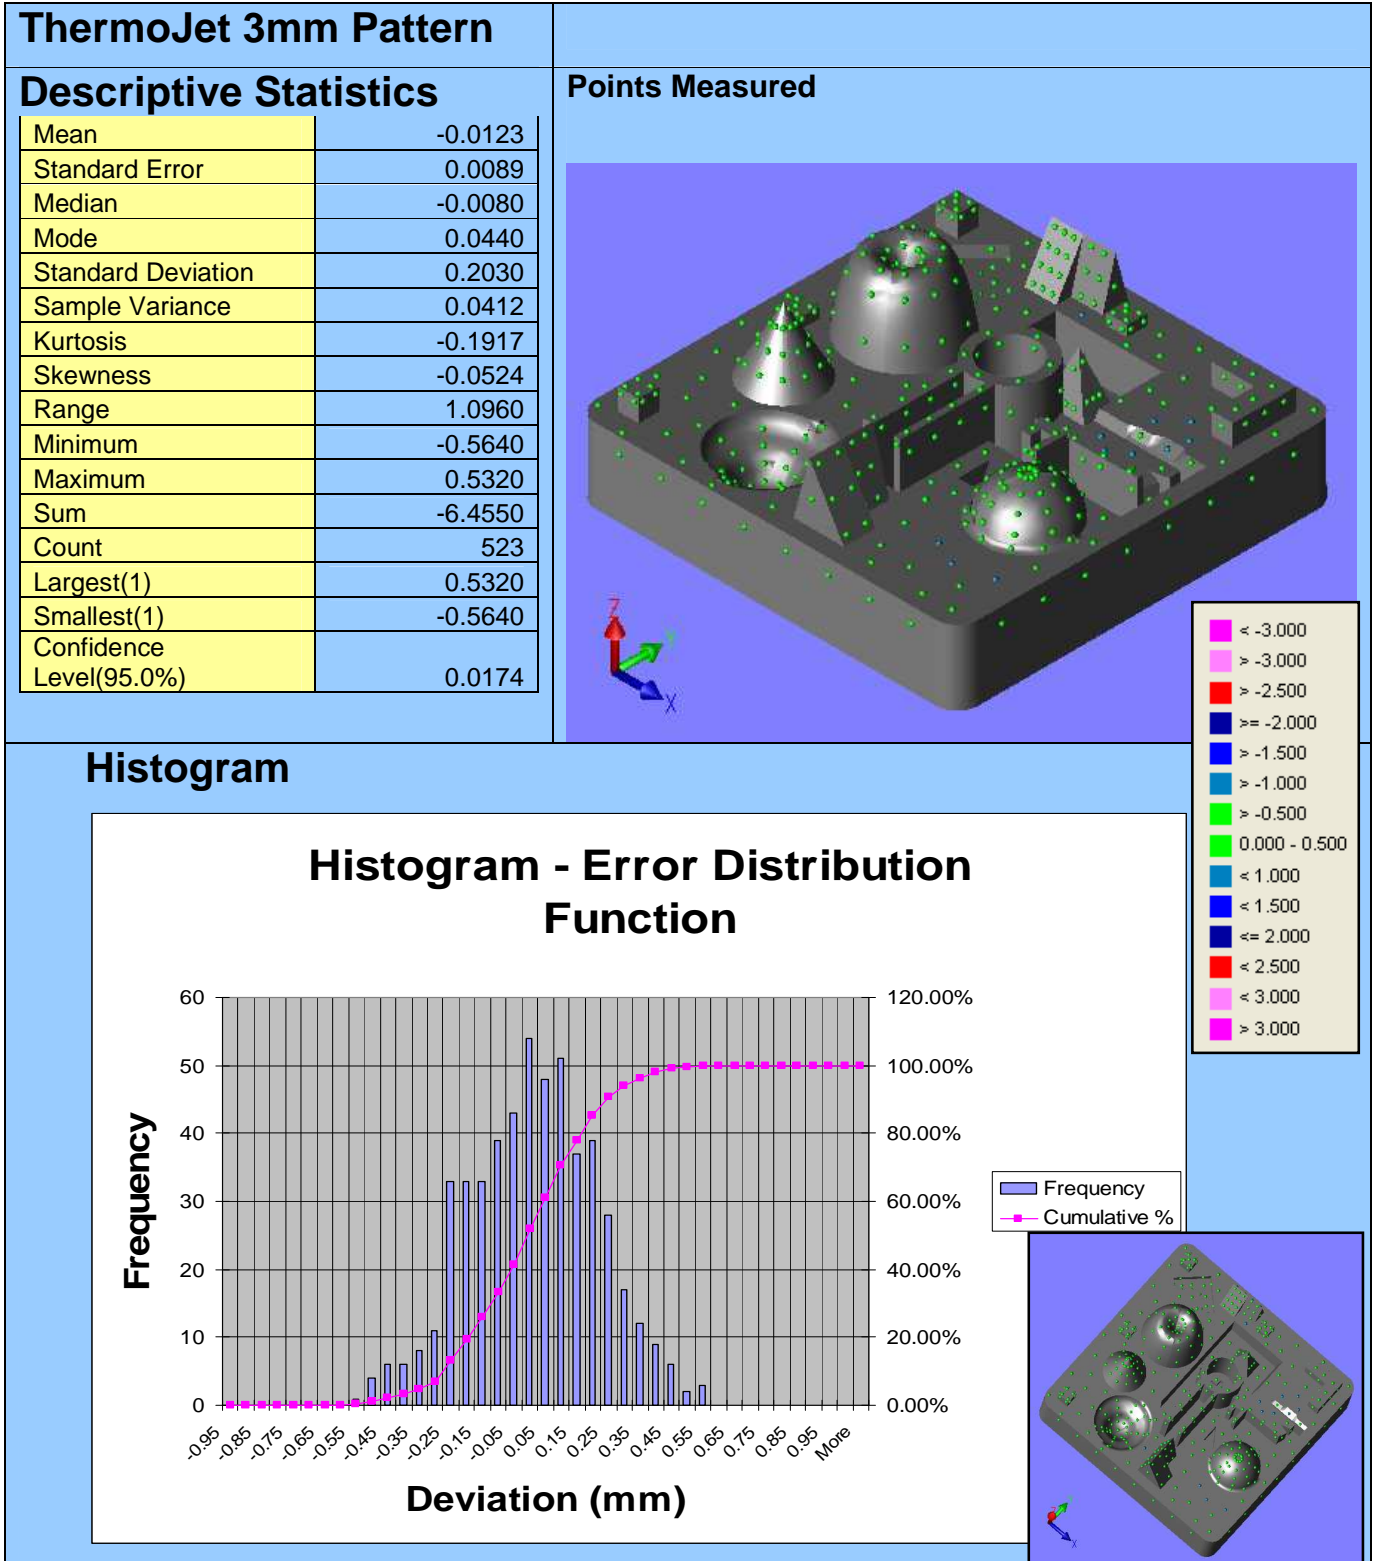 ThermoJet 3mm Pattern
Descriptive Statistics
Mean -0.0123
Standard Error 0.0089
Median -0.0080
Mode 0.0440
Standard Deviation 0.2030
Sample Variance 0.0412
Kurtosis -0.1917
Skewness -0.0524
Range 1.0960
Minimum -0.5640
Maximum 0.5320
Sum -6.4550
Count 523
Largest(1) 0.5320
Smallest(1) -0.5640
Confidence
Level(95.0%) 0.0174
Points Measured
Z
Y
X
< -3.000
> -3.000
> -2.500
>= -2.000
> -1.500
> -1.000
> -0.500
0.000 - 0.500
< 1.000
< 1.500
<= 2.000
< 2.500
< 3.000
> 3.000
Histogram
Histogram - Error Distribution
Function
60 120.00%
50 100.00%
40 80.00%
30 60.00%
20 40.00%
10 20.00%
0 0.00%
Frequency
-0.95 -0.85 -0.75 -0.65 -0.55 -0.45 -0.35 -0.25 -0.15 -0.05 0.05 0.15 0.25 0.35 0.45 0.55 0.65 0.75 0.85 0.95 More
Deviation (mm)
Frequency
Cumulative %
X